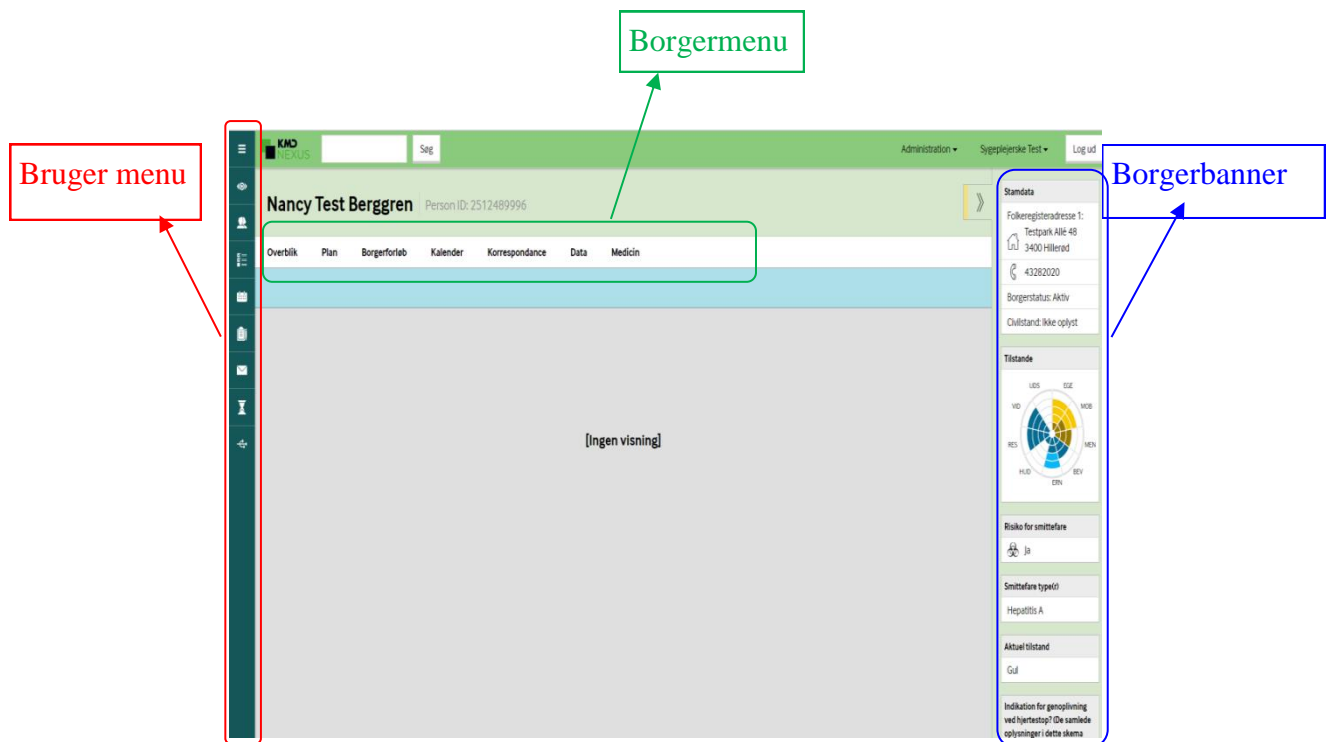 Borgermenu
Bruger menu
Borgerbanner
KMD
NEXUS
Søg
Administration
Sygeplejerske Test
Log ud
Nancy Test Berggren Person ID: 2512489996
Overblik Plan Borgerforløb Kalender Korrespondance Data Medicin
[Ingen visning]
Stamdata
Folkeregisteradresse 1:
Testpark Allé 48
3400 Hillerød
43282020
Borgerstatus: Aktiv
Civilstand: Ikke oplyst
Tilstande
UDS EGE
VID MOB
RES MEN
HUD BEV
ERN
Risiko for smittefare
Ja
Smittefare type(r)
Hepatitis A
Aktuel tilstand
Gul
Indikation for genoplivning
ved hjertestop? (De samlede
oplysninger i dette skema